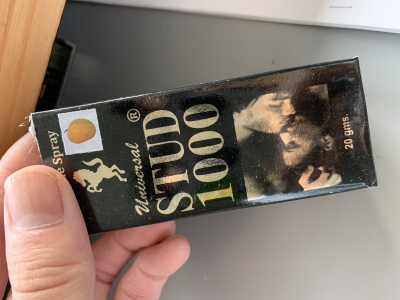 e Spray
Universal ®
STUD
1000
20 gms.